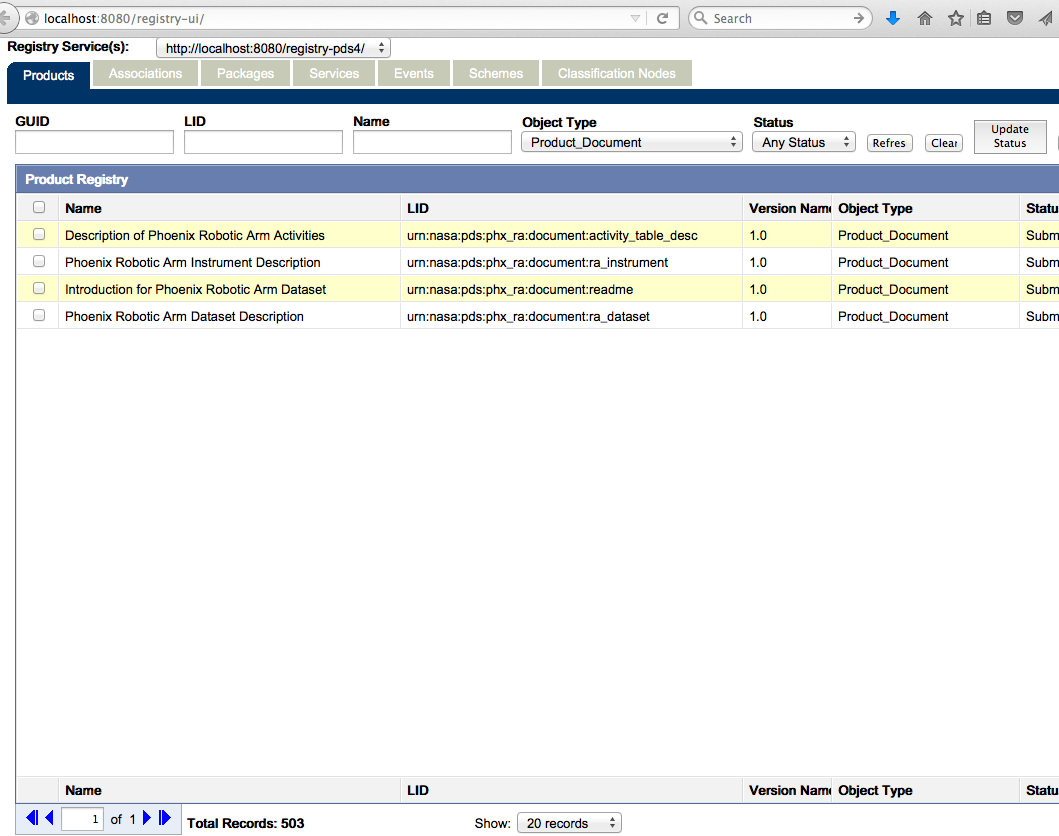 localhost:8080/registry-ui/ Search
Registry Service(s): http://localhost:8080/registry-pds4/
Products Associations Packages Services Events Schemes Classification Nodes
GUID LID Name Object Type Status
Product_Document Any Status Refres Clear Update Status
Product Registry
Name LID Version Name Object Type Statu
Description of Phoenix Robotic Arm Activities urn:nasa:pds:phx_ra:document:activity_table_desc 1.0 Product_Document Subm
Phoenix Robotic Arm Instrument Description urn:nasa:pds:phx_ra:document:ra_instrument 1.0 Product_Document Subm
Introduction for Phoenix Robotic Arm Dataset urn:nasa:pds:phx_ra:document:readme 1.0 Product_Document Subm
Phoenix Robotic Arm Dataset Description urn:nasa:pds:phx_ra:document:ra_dataset 1.0 Product_Document Subm
Name LID Version Name Object Type Statu
1 of 1 Total Records: 503 Show: 20 records